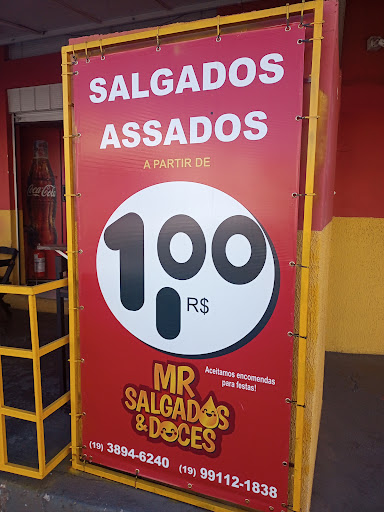 SALGADOS
ASSADOS
A PARTIR DE
1,00
R$
Aceitamos encomendas
para festas!
MR
SALGADOS
& DOCES
(19) 3894-6240 (19) 99112-1838
Coca-Cola